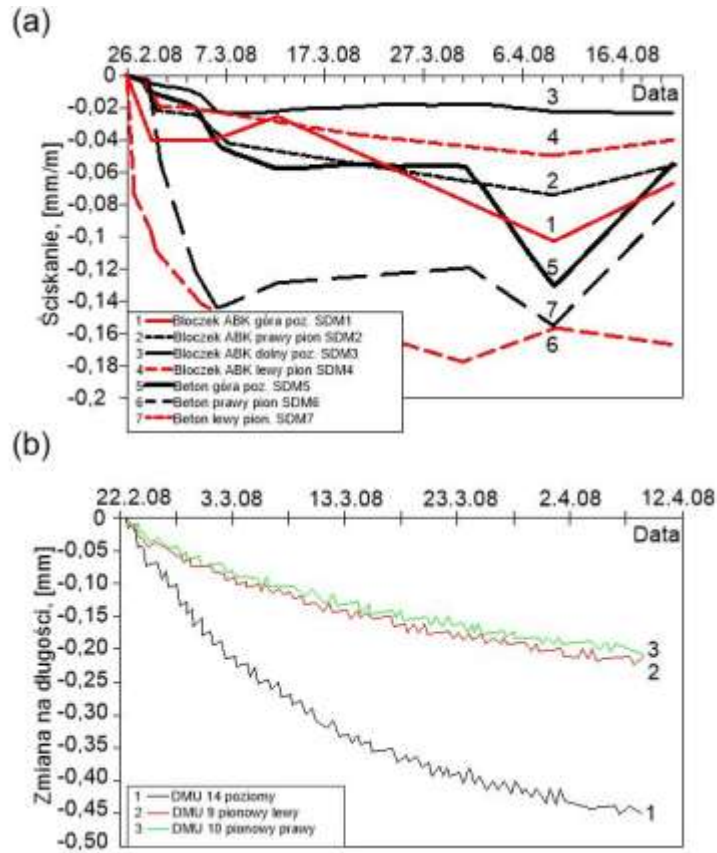 (a)
26.2.08 7.3.08 17.3.08 27.3.08 6.4.08 16.4.08
0
Data
-0,02
-0,04
-0,06
-0,08
-0,1
-0,12
-0,14
-0,16
-0,18
-0,2
Ściskanie, [mm/m]
3
4
2
1
5
7
6
1 Bloczek ABK góra poz. SDM1
2 Bloczek ABK prawy pion SDM2
3 Bloczek ABK dolny poz. SDM3
4 Bloczek ABK lewy pion SDM4
5 Beton góra poz. SDM5
6 Beton prawy pion SDM6
7 Beton lewy pion. SDM7
(b)
22.2.08 3.3.08 13.3.08 23.3.08 2.4.08 12.4.08
0
Data
-0,05
-0,10
-0,15
-0,20
-0,25
-0,30
-0,35
-0,40
-0,45
-0,50
Zmiana na długości, [mm]
3
2
1
1 DMU 14 poziomy
2 DMU 9 pionowy lewy
3 DMU 10 pionowy prawy